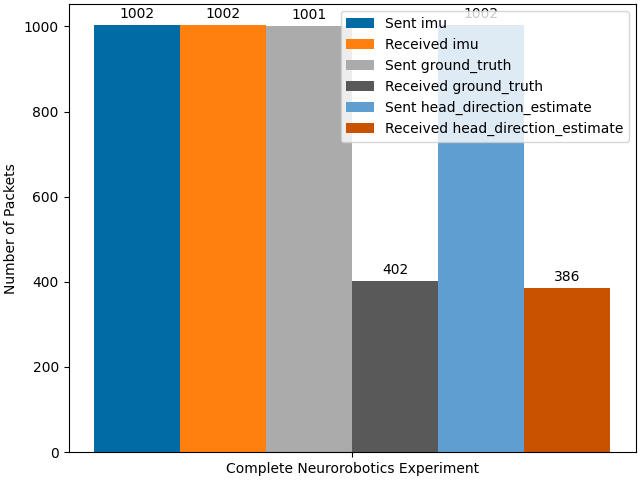 1002
1002
1001
402
1002
386
Sent imu
Received imu
Sent ground_truth
Received ground_truth
Sent head_direction_estimate
Received head_direction_estimate
1000
800
600
400
200
0
Number of Packets
Complete Neurorobotics Experiment